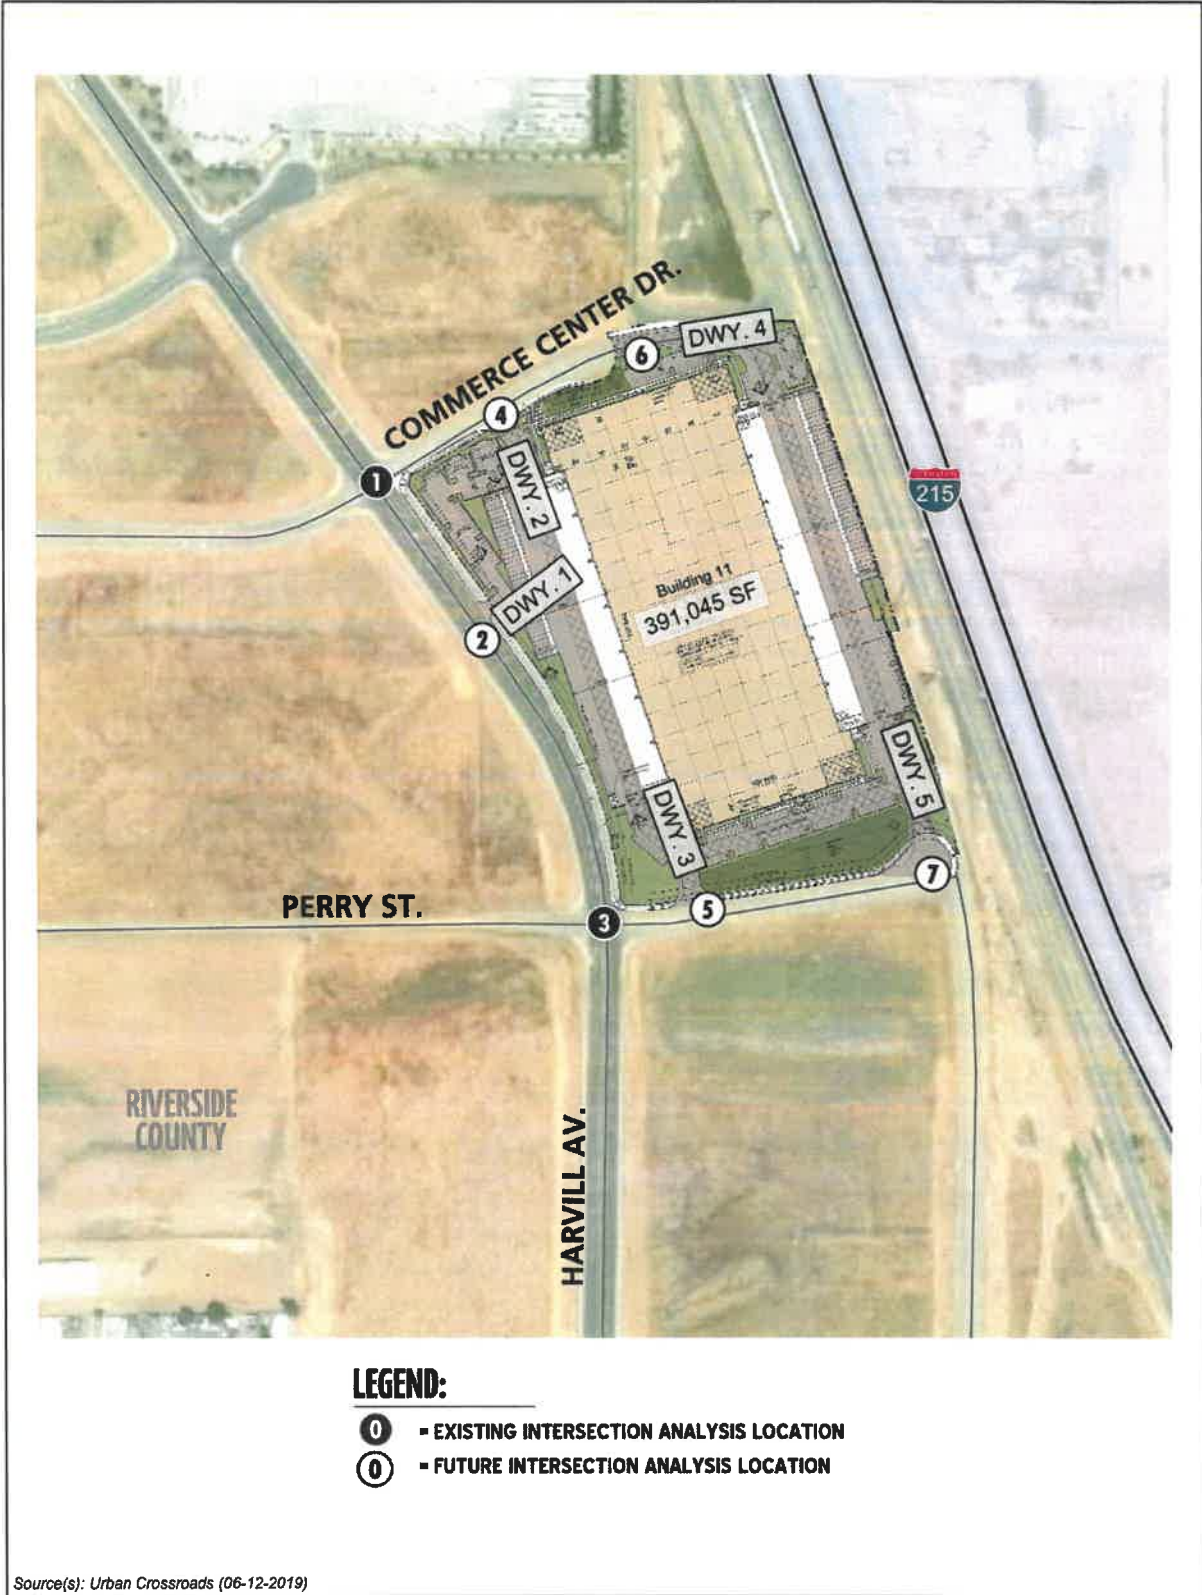 COMMERCE CENTER DR.
DWY. 4
6
4
1
DWY. 2
215
Building 11
391,045 SF
DWY. 1
2
DWY. 5
DWY. 3
7
PERRY ST.
5
3
RIVERSIDE
COUNTY
HARVILL AV.
LEGEND:
0 = EXISTING INTERSECTION ANALYSIS LOCATION
0 = FUTURE INTERSECTION ANALYSIS LOCATION
Source(s): Urban Crossroads (06-12-2019)